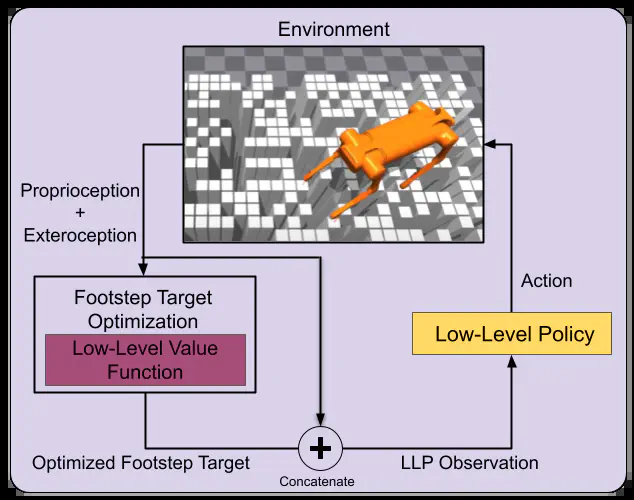 Environment
Proprioception
+
Exteroception
Footstep Target
Optimization
Low-Level Value
Function
Action
Low-Level Policy
Optimized Footstep Target
+
LLP Observation
Concatenate